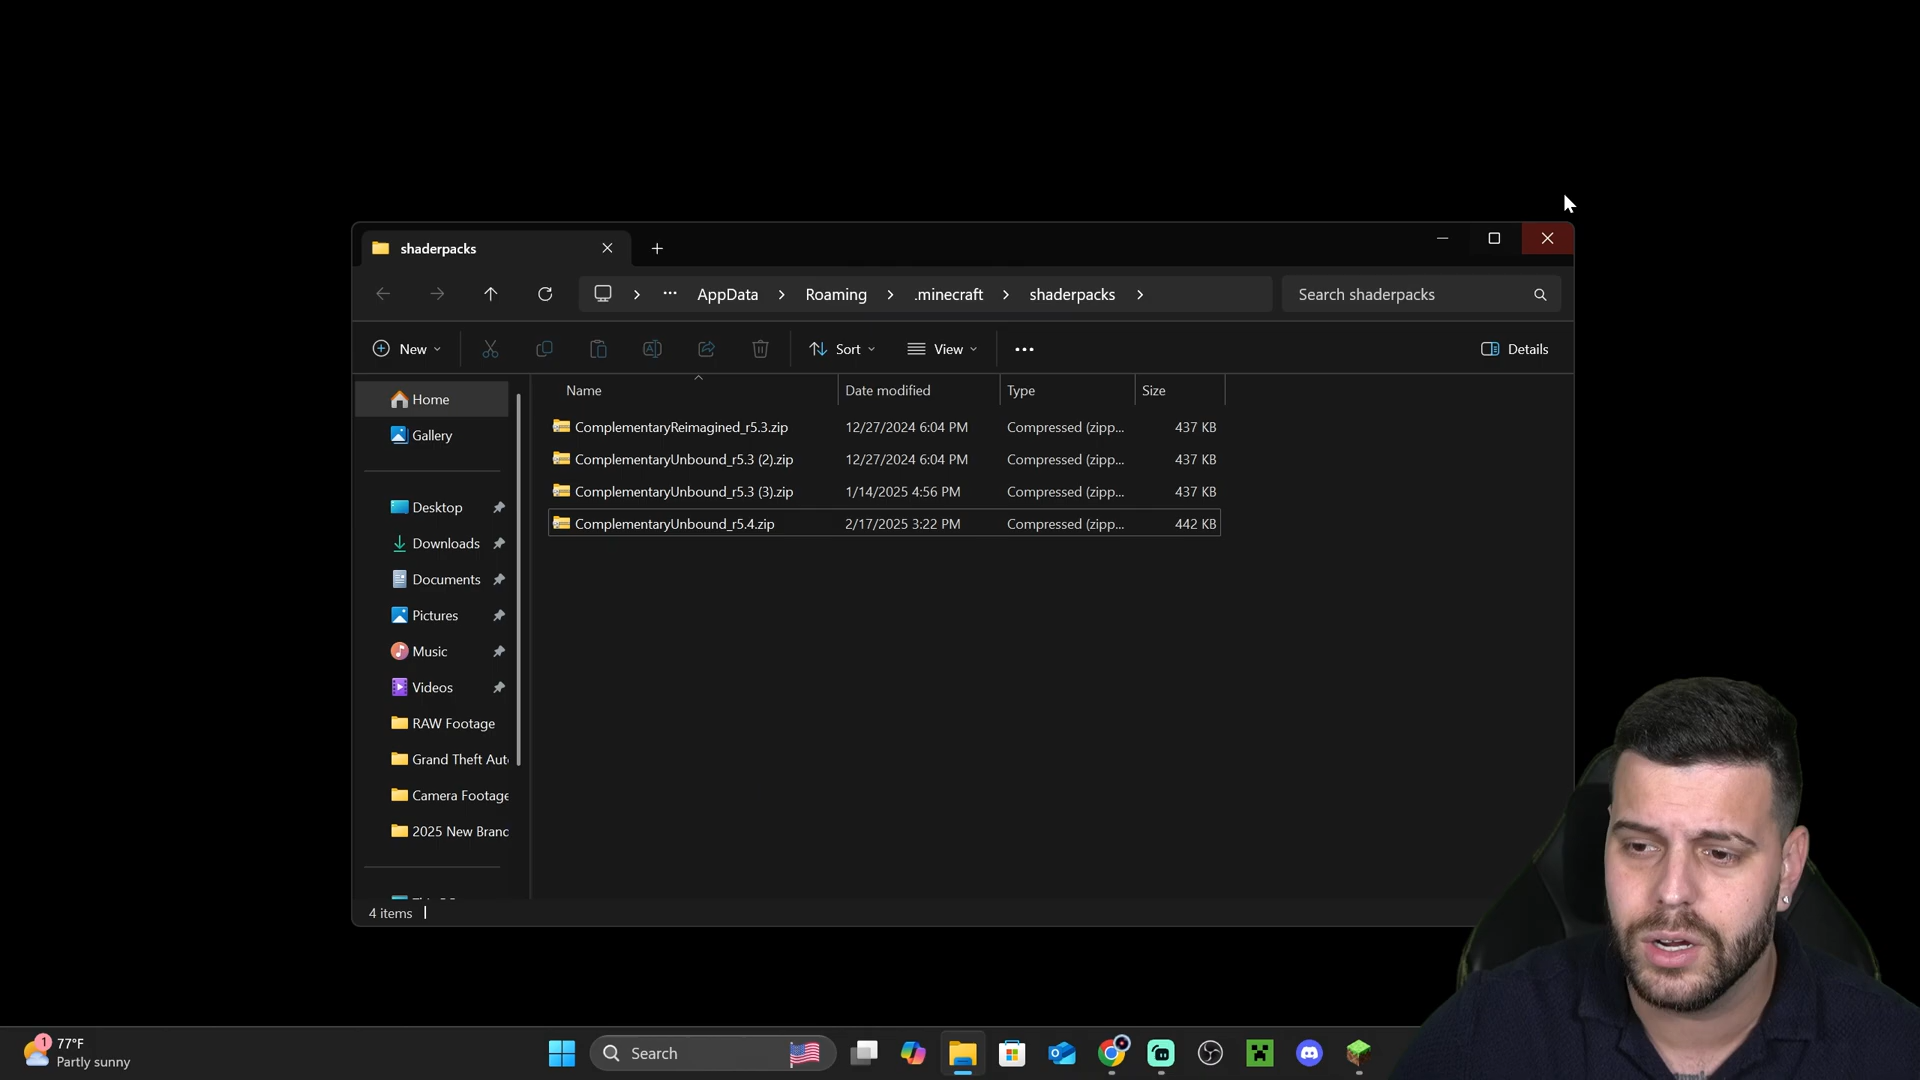 shaderpacks
AppData > Roaming > .minecraft > shaderpacks >
Search shaderpacks
New
Sort
View
Details
Name
Date modified
Type
Size
ComplementaryReimagined_r5.3.zip 12/27/2024 6:04 PM Compressed (zipp... 437 KB
ComplementaryUnbound_r5.3 (2).zip 12/27/2024 6:04 PM Compressed (zipp... 437 KB
ComplementaryUnbound_r5.3 (3).zip 1/14/2025 4:56 PM Compressed (zipp... 437 KB
ComplementaryUnbound_r5.4.zip 2/17/2025 3:22 PM Compressed (zipp... 442 KB
Home
Gallery
Desktop
Downloads
Documents
Pictures
Music
Videos
RAW Footage
Grand Theft Aut
Camera Footage
2025 New Branc
4 items
1
77°F
Partly sunny
Search